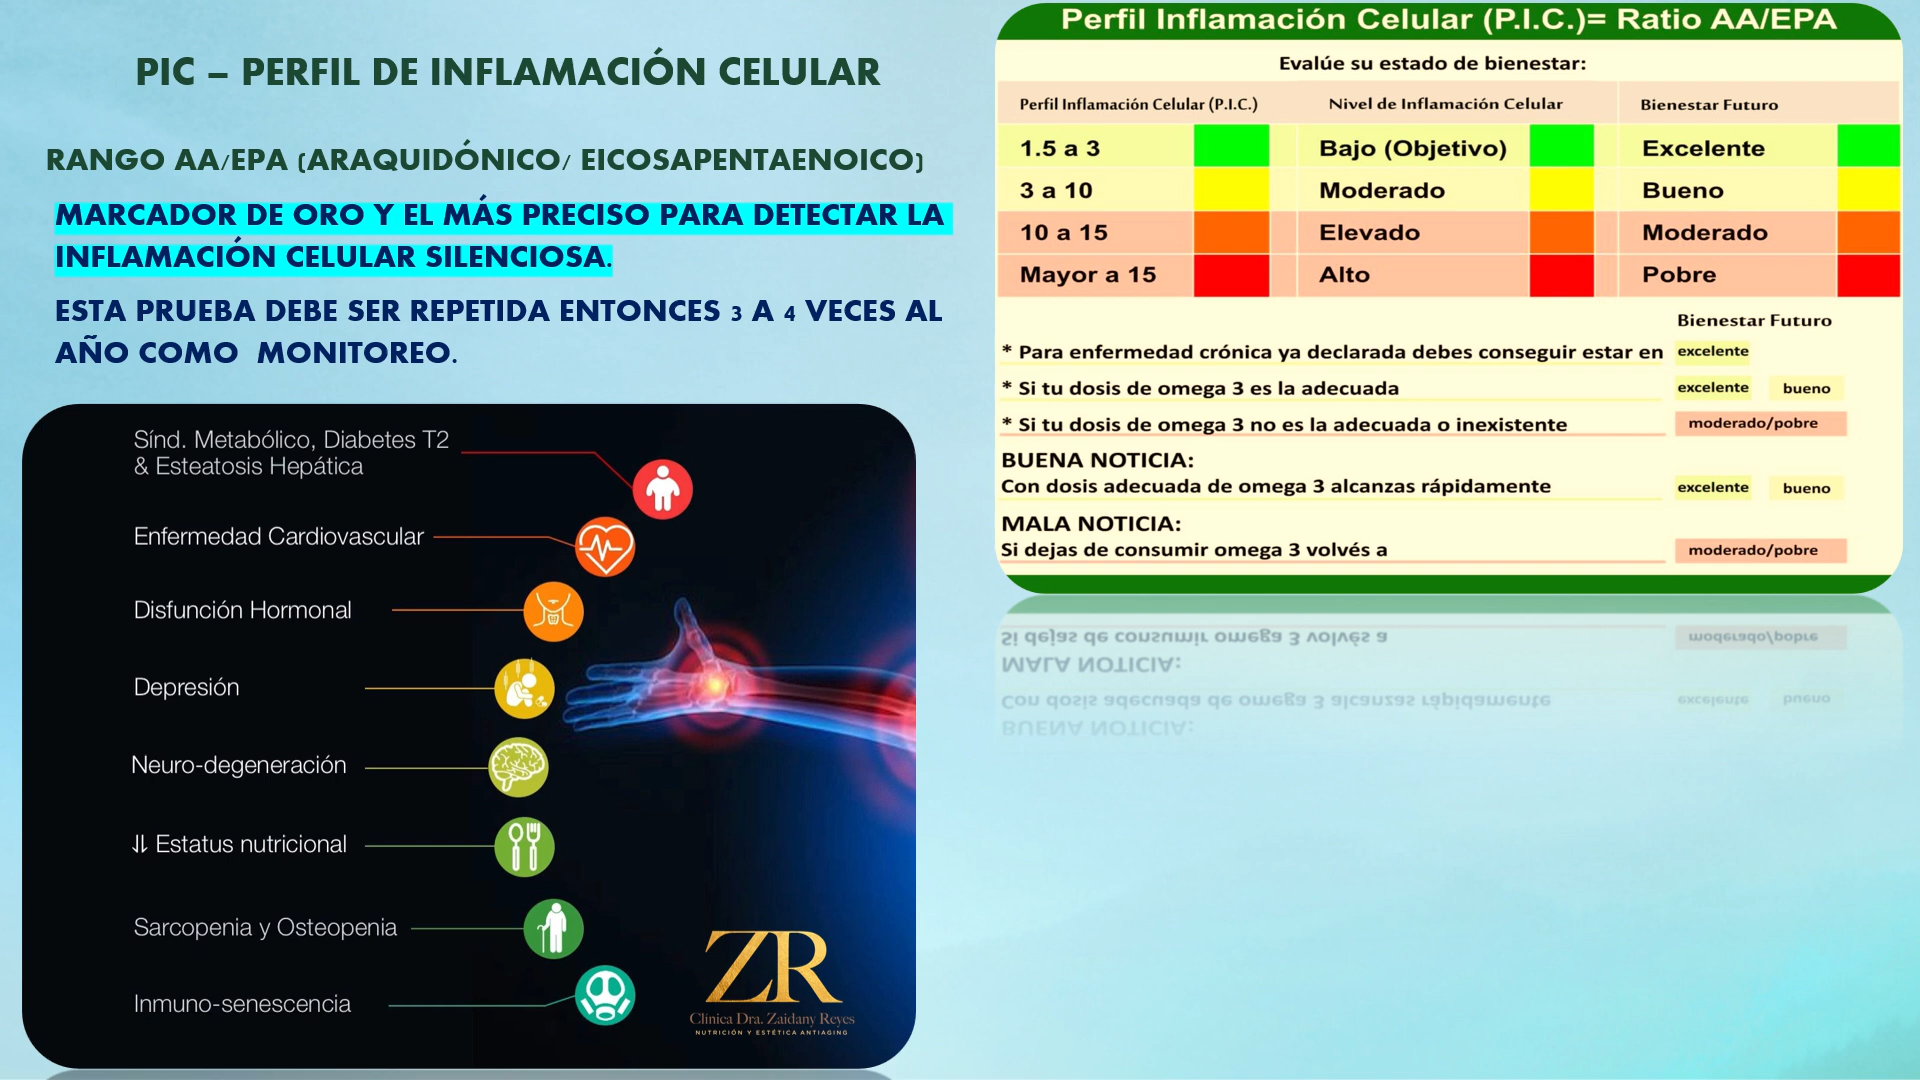 PIC – PERFIL DE INFLAMACIÓN CELULAR
RANGO AA/EPA (ARAQUIDÓNICO/ EICOSAPENTAENOICO)
MARCADOR DE ORO Y EL MÁS PRECISO PARA DETECTAR LA
INFLAMACIÓN CELULAR SILENCIOSA.
ESTA PRUEBA DEBE SER REPETIDA ENTONCES 3 A 4 VECES AL
AÑO COMO MONITOREO.
Sínd. Metabólico, Diabetes T2
& Esteatosis Hepática
Enfermedad Cardiovascular
Disfunción Hormonal
Depresión
Neuro-degeneración
⇊ Estatus nutricional
Sarcopenia y Osteopenia
Inmuno-senescencia
ZR
Clínica Dra. Zaidany Reyes
NUTRICIÓN Y ESTÉTICA ANTIAGING
Perfil Inflamación Celular (P.I.C.)= Ratio AA/EPA
Evalúe su estado de bienestar:
Perfil Inflamación Celular (P.I.C.) Nivel de Inflamación Celular Bienestar Futuro
1.5 a 3 Bajo (Objetivo) Excelente
3 a 10 Moderado Bueno
10 a 15 Elevado Moderado
Mayor a 15 Alto Pobre
Bienestar Futuro
* Para enfermedad crónica ya declarada debes conseguir estar en excelente
* Si tu dosis de omega 3 es la adecuada excelente bueno
* Si tu dosis de omega 3 no es la adecuada o inexistente moderado/pobre
BUENA NOTICIA:
Con dosis adecuada de omega 3 alcanzas rápidamente excelente bueno
MALA NOTICIA:
Si dejas de consumir omega 3 volvés a moderado/pobre